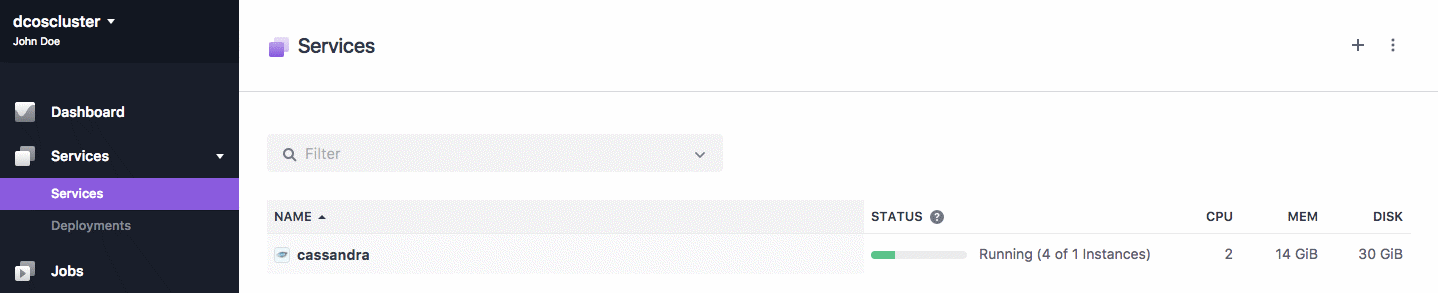 dcoscluster
John Doe
Dashboard
Services
Services
Deployments
Jobs
Services
Filter
NAME STATUS ? CPU MEM DISK
cassandra Running (4 of 1 Instances) 2 14 GiB 30 GiB